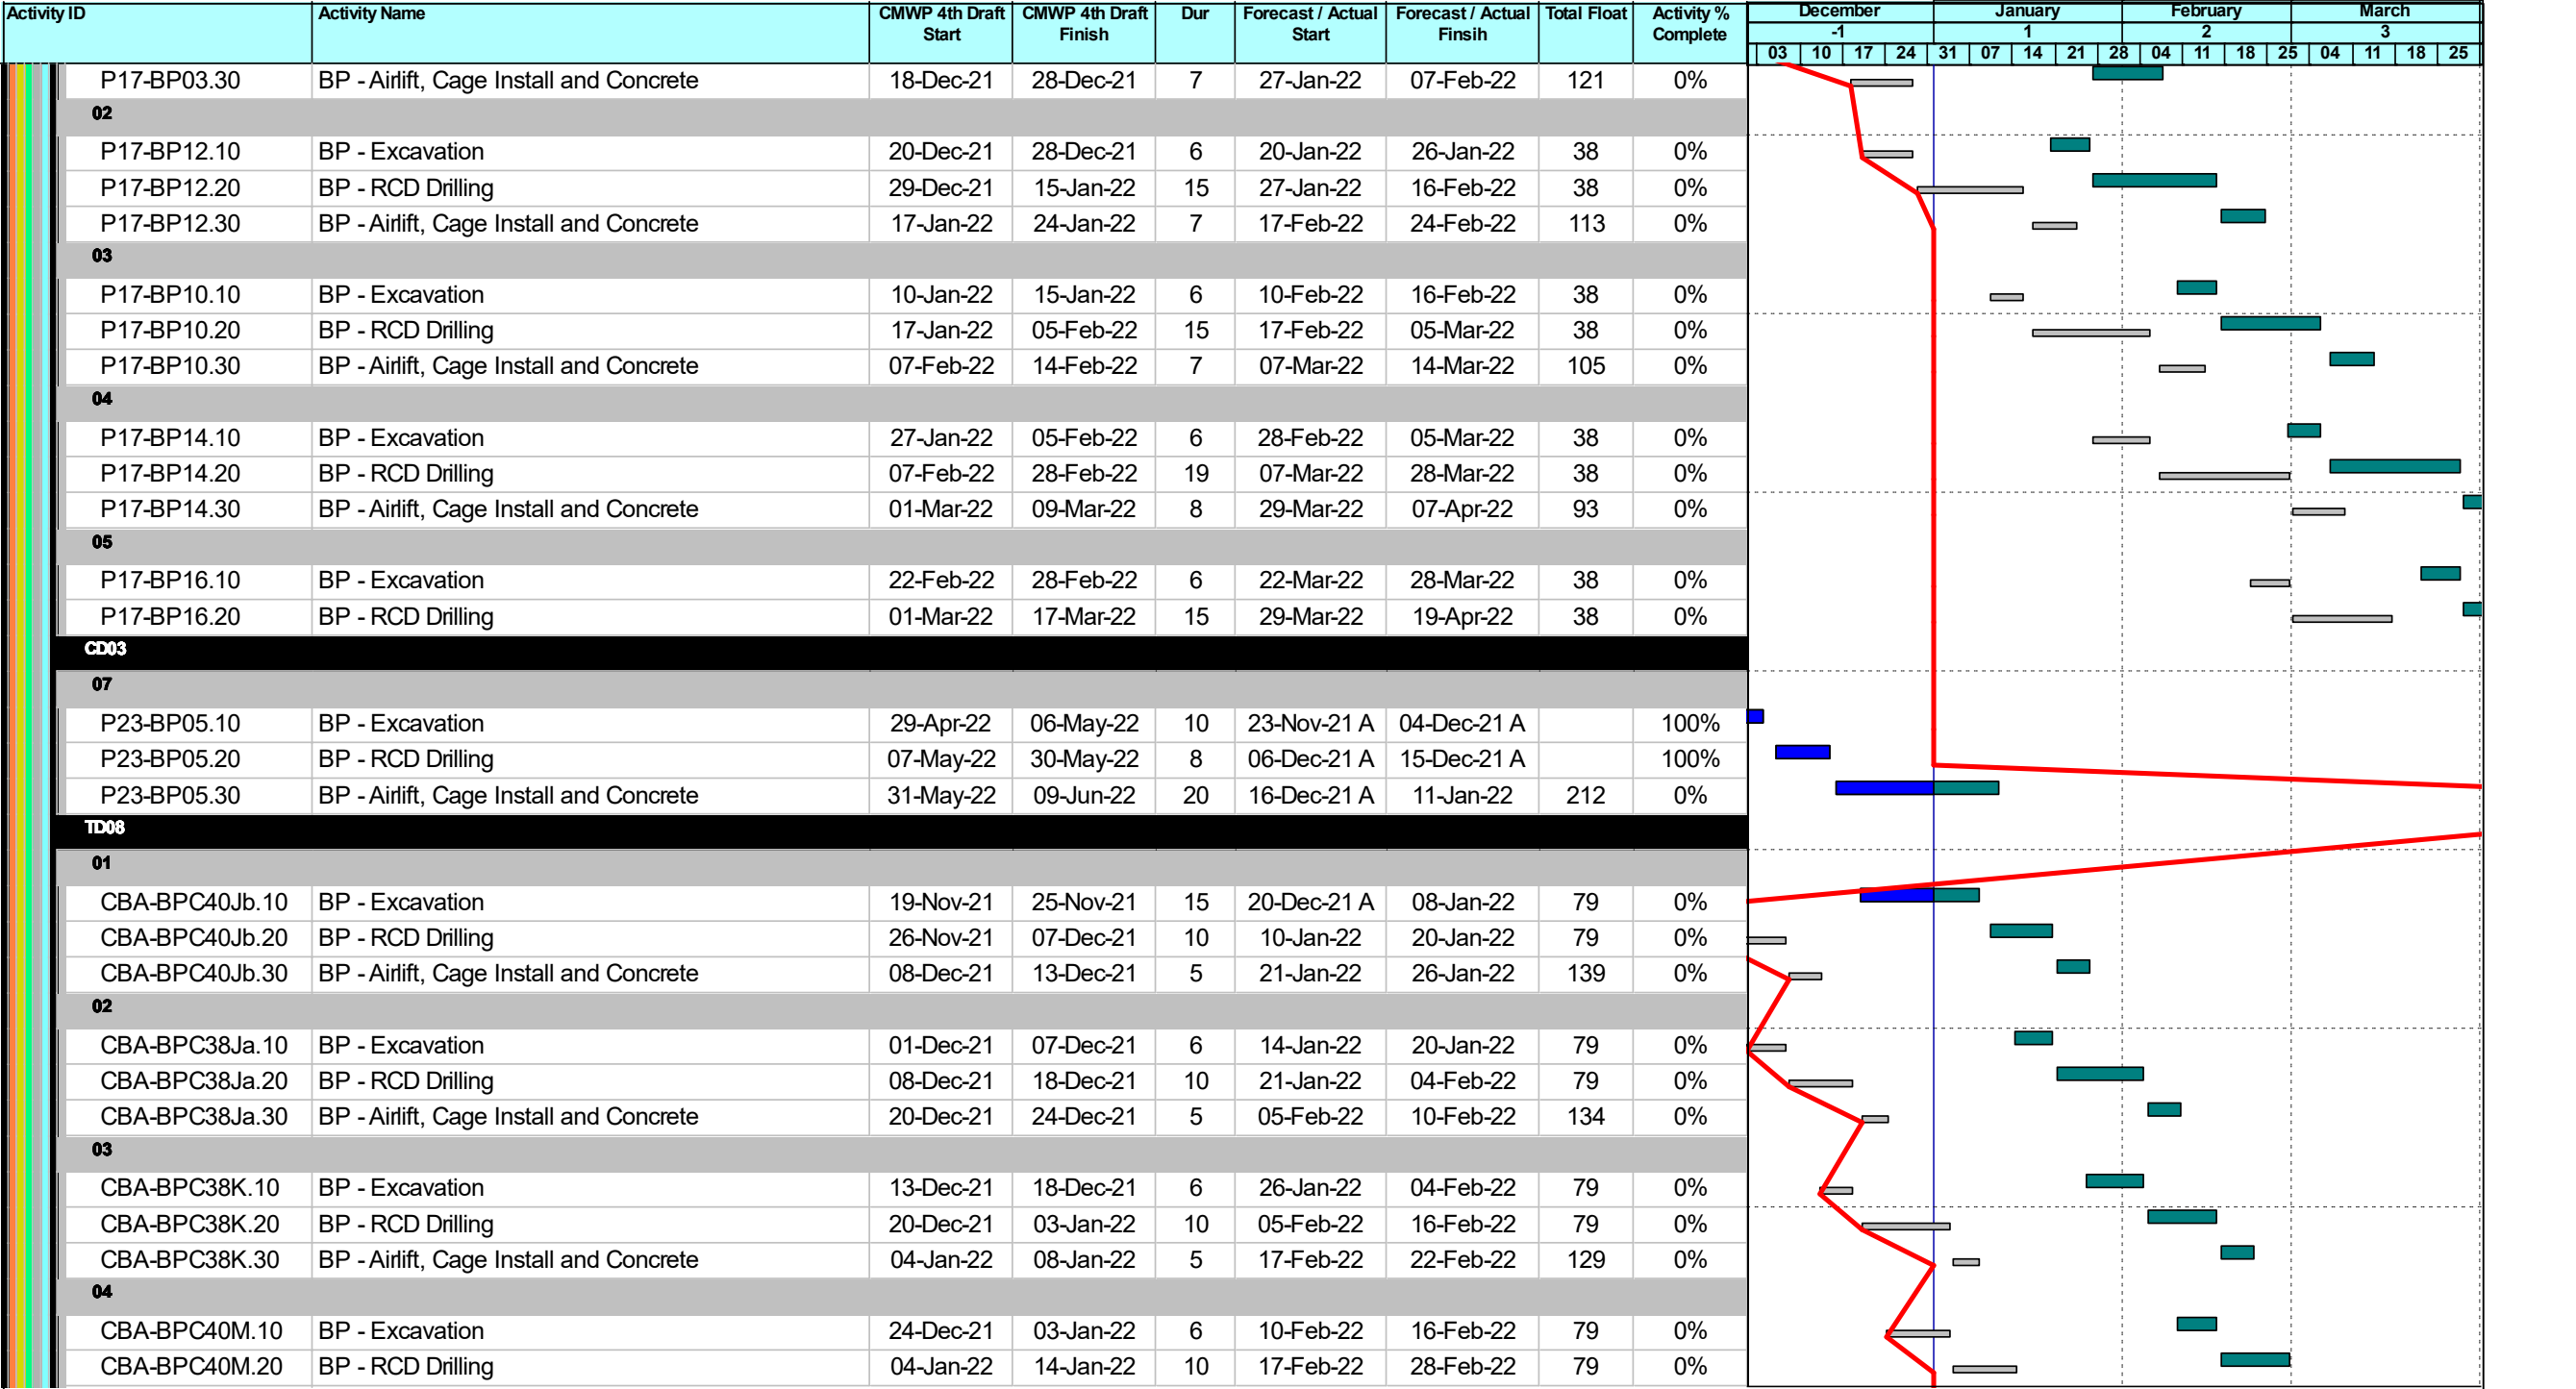 Activity ID Activity Name CMWP 4th Draft Start CMWP 4th Draft Finish Dur Forecast / Actual Start Forecast / Actual Finsih Total Float Activity % Complete
December January February March
-1 1 2 3
03 10 17 24 31 07 14 21 28 04 11 18 25 04 11 18 25
P17-BP03.30 BP - Airlift, Cage Install and Concrete 18-Dec-21 28-Dec-21 7 27-Jan-22 07-Feb-22 121 0%
02
P17-BP12.10 BP - Excavation 20-Dec-21 28-Dec-21 6 20-Jan-22 26-Jan-22 38 0%
P17-BP12.20 BP - RCD Drilling 29-Dec-21 15-Jan-22 15 27-Jan-22 16-Feb-22 38 0%
P17-BP12.30 BP - Airlift, Cage Install and Concrete 17-Jan-22 24-Jan-22 7 17-Feb-22 24-Feb-22 113 0%
03
P17-BP10.10 BP - Excavation 10-Jan-22 15-Jan-22 6 10-Feb-22 16-Feb-22 38 0%
P17-BP10.20 BP - RCD Drilling 17-Jan-22 05-Feb-22 15 17-Feb-22 05-Mar-22 38 0%
P17-BP10.30 BP - Airlift, Cage Install and Concrete 07-Feb-22 14-Feb-22 7 07-Mar-22 14-Mar-22 105 0%
04
P17-BP14.10 BP - Excavation 27-Jan-22 05-Feb-22 6 28-Feb-22 05-Mar-22 38 0%
P17-BP14.20 BP - RCD Drilling 07-Feb-22 28-Feb-22 19 07-Mar-22 28-Mar-22 38 0%
P17-BP14.30 BP - Airlift, Cage Install and Concrete 01-Mar-22 09-Mar-22 8 29-Mar-22 07-Apr-22 93 0%
05
P17-BP16.10 BP - Excavation 22-Feb-22 28-Feb-22 6 22-Mar-22 28-Mar-22 38 0%
P17-BP16.20 BP - RCD Drilling 01-Mar-22 17-Mar-22 15 29-Mar-22 19-Apr-22 38 0%
CD03
07
P23-BP05.10 BP - Excavation 29-Apr-22 06-May-22 10 23-Nov-21 A 04-Dec-21 A 100%
P23-BP05.20 BP - RCD Drilling 07-May-22 30-May-22 8 06-Dec-21 A 15-Dec-21 A 100%
P23-BP05.30 BP - Airlift, Cage Install and Concrete 31-May-22 09-Jun-22 20 16-Dec-21 A 11-Jan-22 212 0%
TD08
01
CBA-BPC40Jb.10 BP - Excavation 19-Nov-21 25-Nov-21 15 20-Dec-21 A 08-Jan-22 79 0%
CBA-BPC40Jb.20 BP - RCD Drilling 26-Nov-21 07-Dec-21 10 10-Jan-22 20-Jan-22 79 0%
CBA-BPC40Jb.30 BP - Airlift, Cage Install and Concrete 08-Dec-21 13-Dec-21 5 21-Jan-22 26-Jan-22 139 0%
02
CBA-BPC38Ja.10 BP - Excavation 01-Dec-21 07-Dec-21 6 14-Jan-22 20-Jan-22 79 0%
CBA-BPC38Ja.20 BP - RCD Drilling 08-Dec-21 18-Dec-21 10 21-Jan-22 04-Feb-22 79 0%
CBA-BPC38Ja.30 BP - Airlift, Cage Install and Concrete 20-Dec-21 24-Dec-21 5 05-Feb-22 10-Feb-22 134 0%
03
CBA-BPC38K.10 BP - Excavation 13-Dec-21 18-Dec-21 6 26-Jan-22 04-Feb-22 79 0%
CBA-BPC38K.20 BP - RCD Drilling 20-Dec-21 03-Jan-22 10 05-Feb-22 16-Feb-22 79 0%
CBA-BPC38K.30 BP - Airlift, Cage Install and Concrete 04-Jan-22 08-Jan-22 5 17-Feb-22 22-Feb-22 129 0%
04
CBA-BPC40M.10 BP - Excavation 24-Dec-21 03-Jan-22 6 10-Feb-22 16-Feb-22 79 0%
CBA-BPC40M.20 BP - RCD Drilling 04-Jan-22 14-Jan-22 10 17-Feb-22 28-Feb-22 79 0%